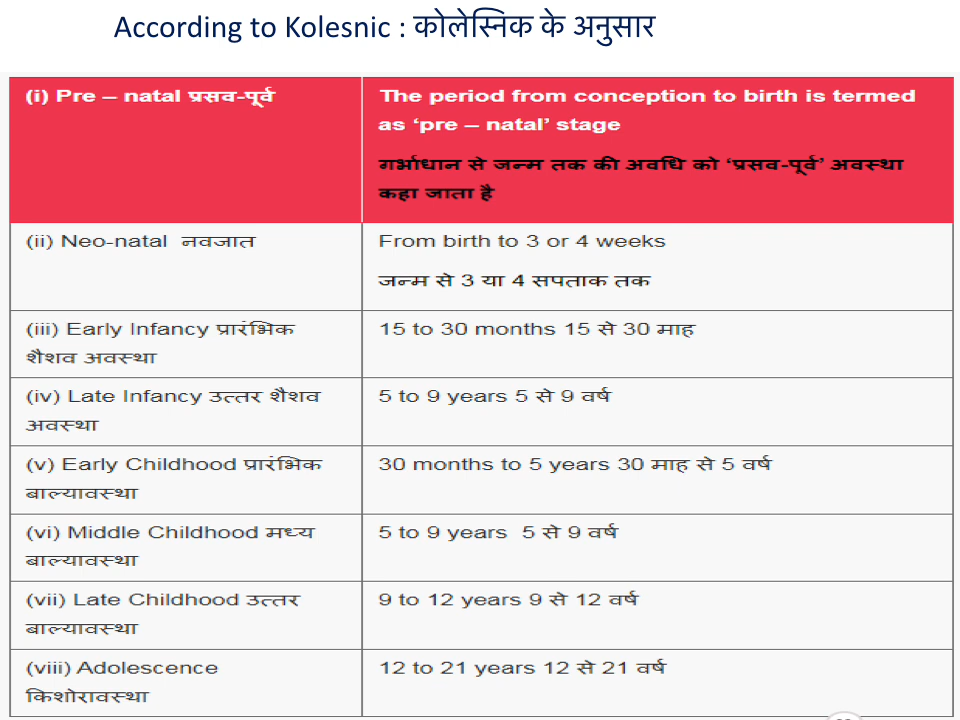 According to Kolesnic : कोलेस्निक के अनुसार
(i) Pre – natal प्रसव-पूर्व
The period from conception to birth is termed
as ‘pre – natal’ stage
गर्भाधान से जन्म तक की अवधि को ‘प्रसव-पूर्व’ अवस्था
कहा जाता है
(ii) Neo-natal नवजात
From birth to 3 or 4 weeks
जन्म से 3 या 4 सपताक तक
(iii) Early Infancy प्रारंभिक
शैशव अवस्था
15 to 30 months 15 से 30 माह
(iv) Late Infancy उत्तर शैशव
अवस्था
5 to 9 years 5 से 9 वर्ष
(v) Early Childhood प्रारंभिक
बाल्यावस्था
30 months to 5 years 30 माह से 5 वर्ष
(vi) Middle Childhood मध्य
बाल्यावस्था
5 to 9 years 5 से 9 वर्ष
(vii) Late Childhood उत्तर
बाल्यावस्था
9 to 12 years 9 से 12 वर्ष
(viii) Adolescence
किशोरावस्था
12 to 21 years 12 से 21 वर्ष